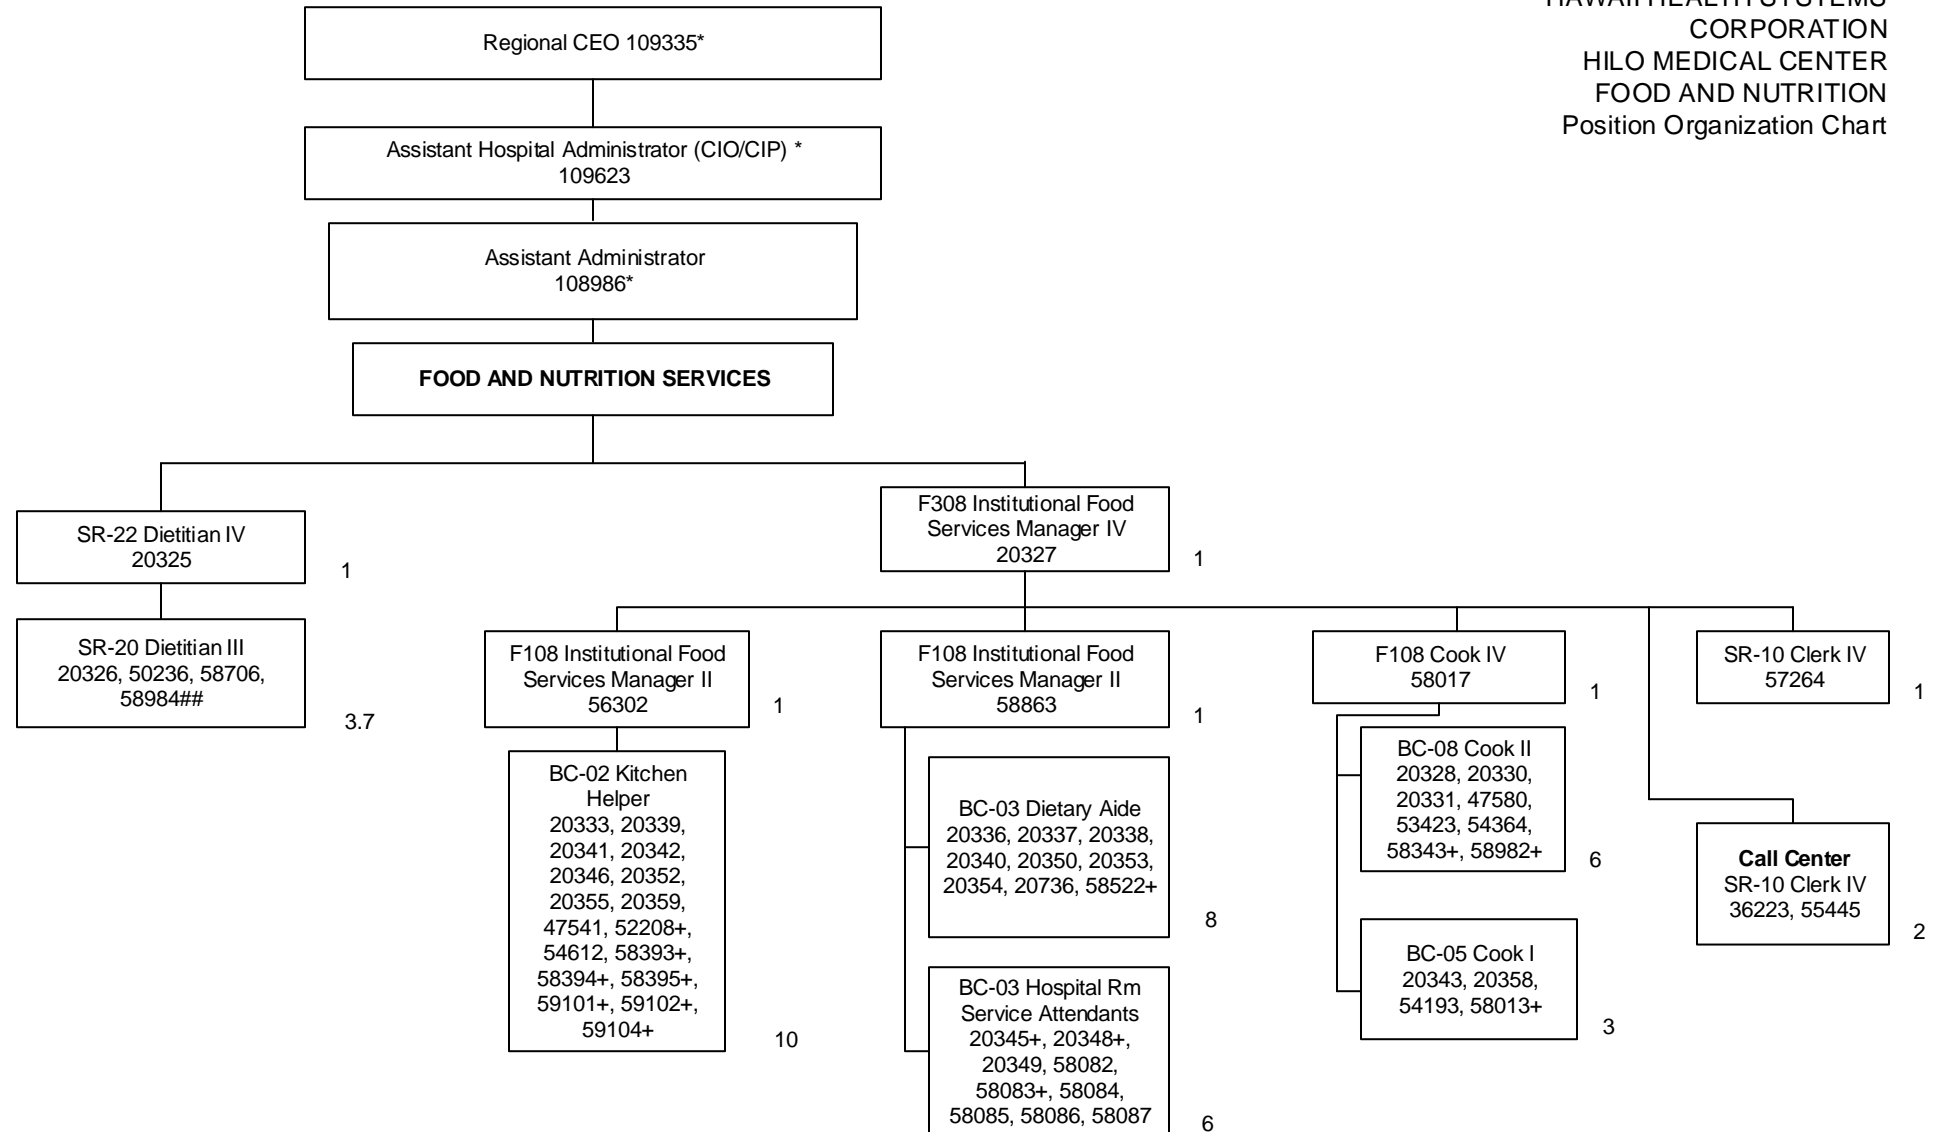 HAWAII HEALTH SYSTEMS
CORPORATION
HILO MEDICAL CENTER
FOOD AND NUTRITION
Position Organization Chart
Regional CEO 109335*
Assistant Hospital Administrator (CIO/CIP) *
109623
Assistant Administrator
108986*
FOOD AND NUTRITION SERVICES
SR-22 Dietitian IV
20325
1
SR-20 Dietitian III
20326, 50236, 58706,
58984##
3.7
F308 Institutional Food
Services Manager IV
20327
1
F108 Institutional Food
Services Manager II
56302
1
BC-02 Kitchen
Helper
20333, 20339,
20341, 20342,
20346, 20352,
20355, 20359,
47541, 52208+,
54612, 58393+,
58394+, 58395+,
59101+, 59102+,
59104+
10
F108 Institutional Food
Services Manager II
58863
1
BC-03 Dietary Aide
20336, 20337, 20338,
20340, 20350, 20353,
20354, 20736, 58522+
8
BC-03 Hospital Rm
Service Attendants
20345+, 20348+,
20349, 58082,
58083+, 58084,
58085, 58086, 58087
6
F108 Cook IV
58017
1
BC-08 Cook II
20328, 20330,
20331, 47580,
53423, 54364,
58343+, 58982+
6
BC-05 Cook I
20343, 20358,
54193, 58013+
3
SR-10 Clerk IV
57264
1
Call Center
SR-10 Clerk IV
36223, 55445
2